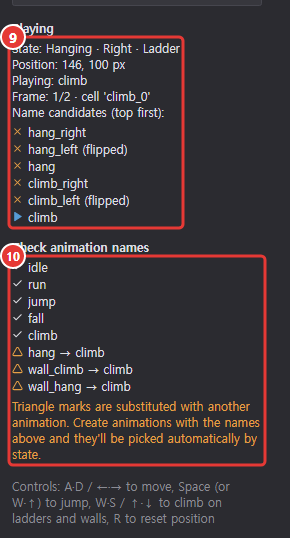 9
Playing
State: Hanging · Right · Ladder
Position: 146, 100 px
Playing: climb
Frame: 1/2 · cell 'climb_0'
Name candidates (top first):
× hang_right
× hang_left (flipped)
× hang
× climb_right
× climb_left (flipped)
▶ climb
10
Check animation names
✓ idle
✓ run
✓ jump
✓ fall
✓ climb
△ hang → climb
△ wall_climb → climb
△ wall_hang → climb
Triangle marks are substituted with another
animation. Create animations with the names
above and they'll be picked automatically by
state.
Controls: A·D / ←·→ to move, Space (or
W·↑) to jump, W·S / ↑·↓ to climb on
ladders and walls, R to reset position